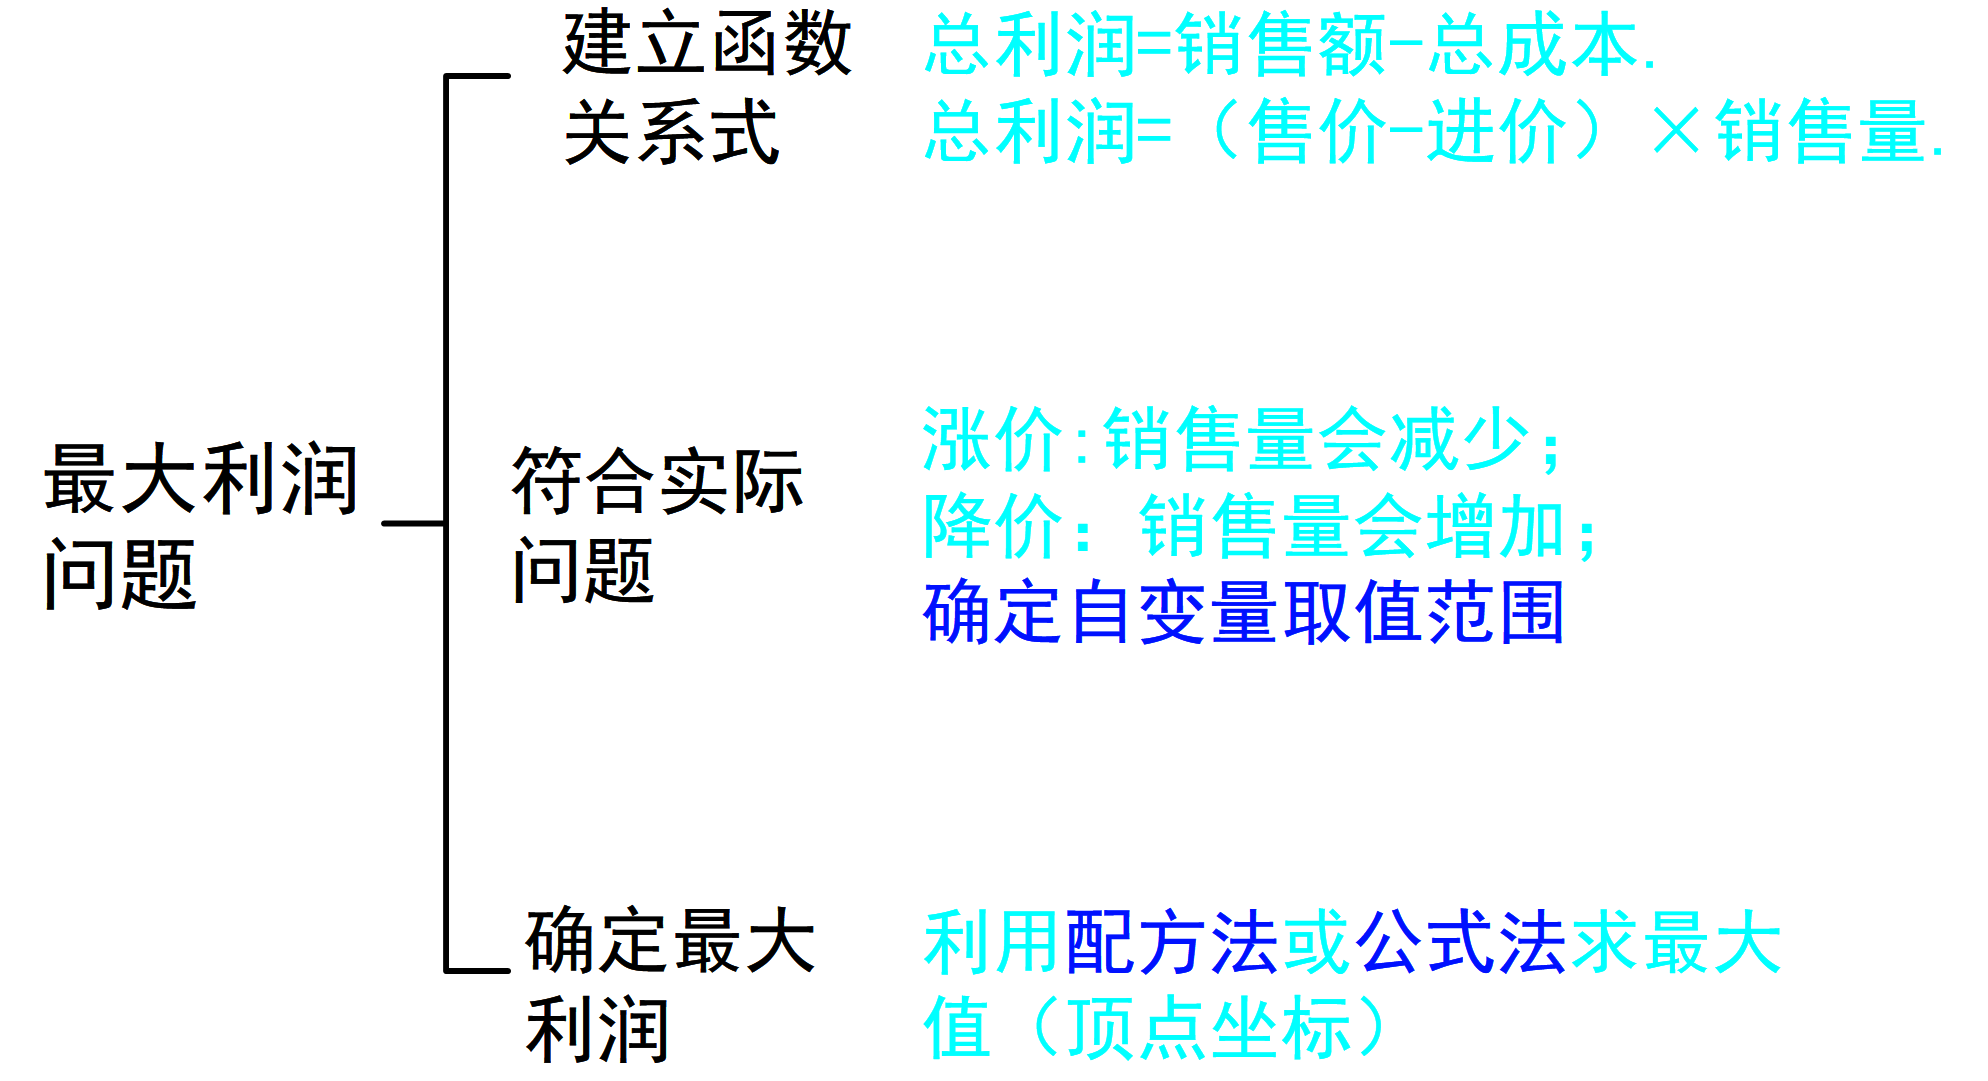 最大利润
问题
建立函数
关系式
总利润=销售额-总成本.
总利润=（售价-进价）×销售量.
符合实际
问题
涨价:销售量会减少；
降价：销售量会增加；
确定自变量取值范围
确定最大
利润
利用配方法或公式法求最大
值（顶点坐标）